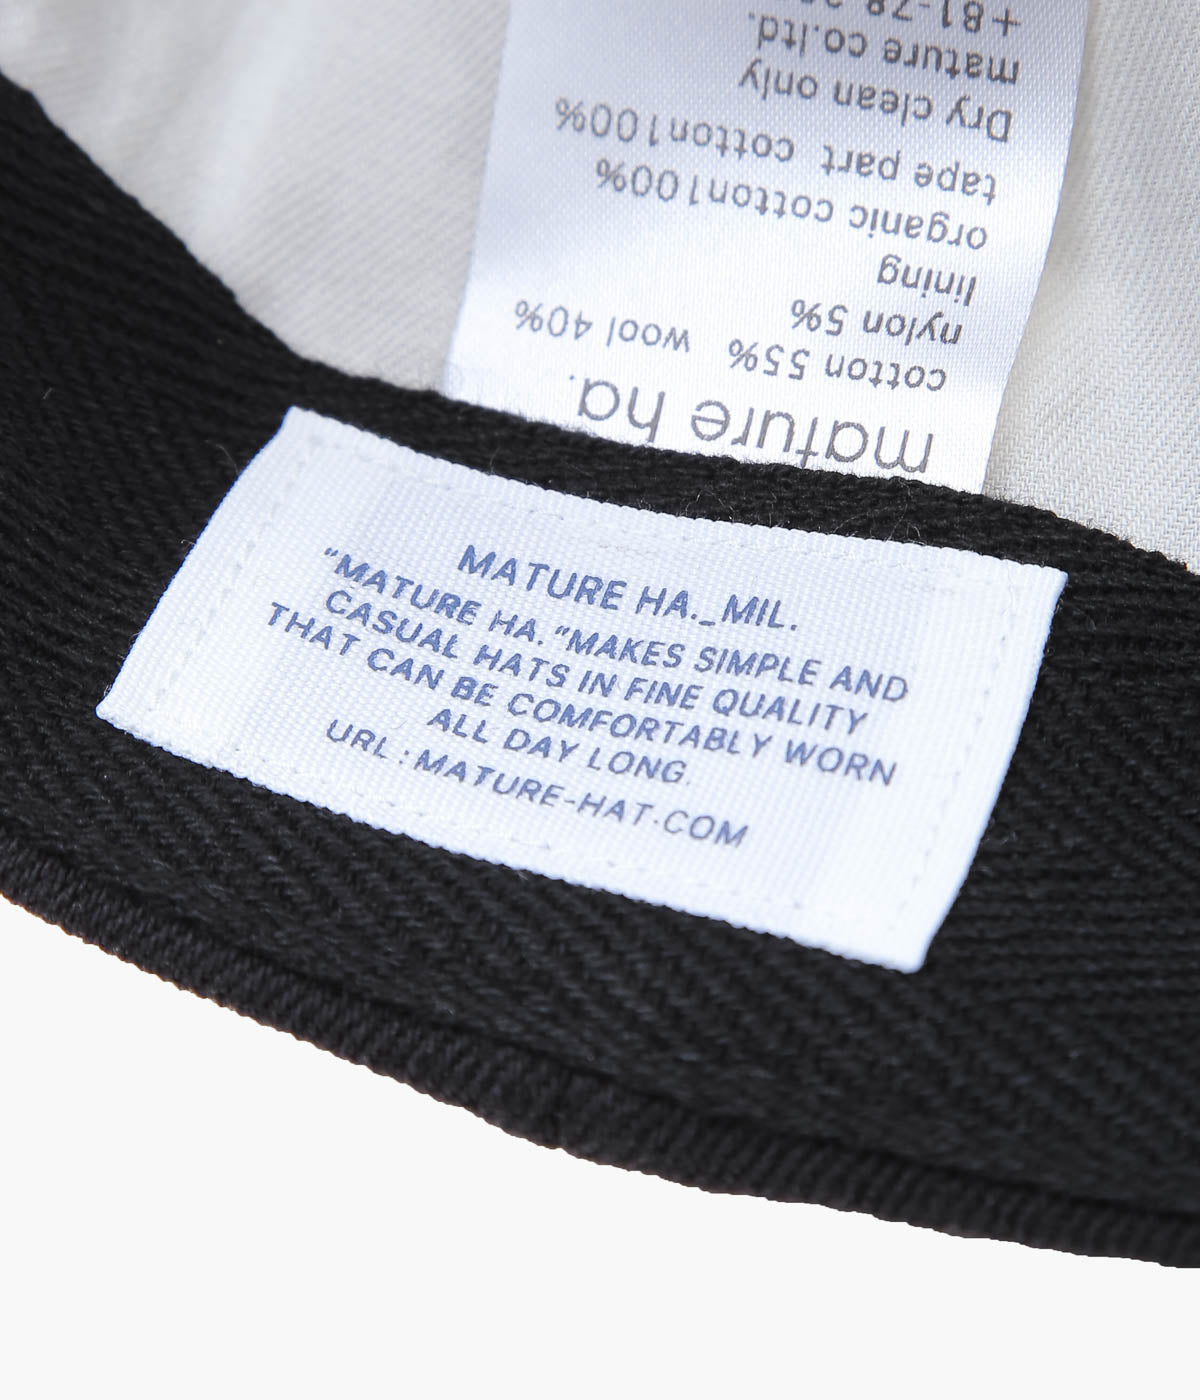 mature ha.
cotton 55% wool 40%
nylon 5%
lining
organic cotton100%
tape part cotton100%
Dry clean only
mature co.ltd.
MATURE HA._MIL.
“MATURE HA.“MAKES SIMPLE AND
CASUAL HATS IN FINE QUALITY
THAT CAN BE COMFORTABLY WORN
ALL DAY LONG.
URL:MATURE-HAT.COM